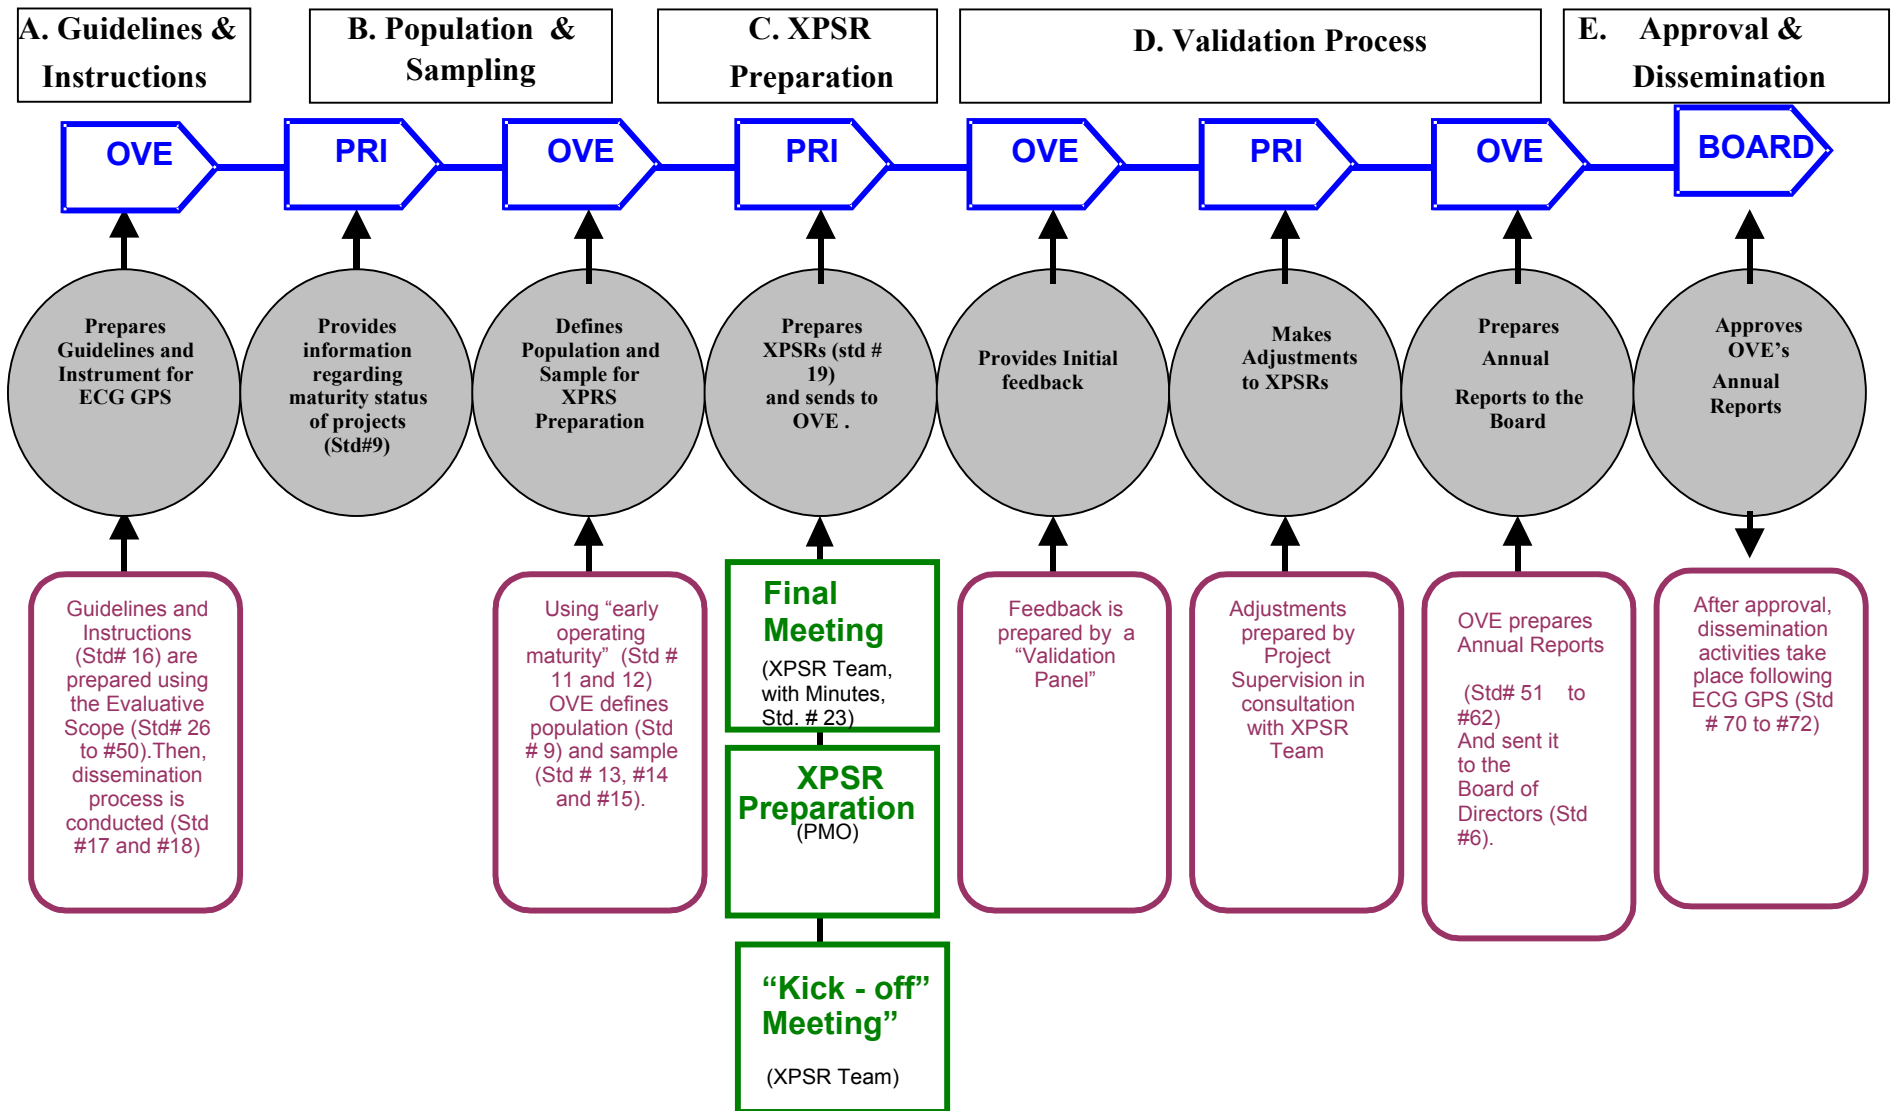 A. Guidelines &
Instructions
B. Population &
Sampling
C. XPSR
Preparation
D. Validation Process
E. Approval &
Dissemination
OVE
PRI
OVE
PRI
OVE
PRI
OVE
BOARD
Prepares
Guidelines and
Instrument for
ECG GPS
Provides
information
regarding
maturity status
of projects
(Std#9)
Defines
Population and
Sample for
XPRS
Preparation
Prepares
XPSRs (std #
19)
and sends to
OVE .
Provides Initial
feedback
Makes
Adjustments
to XPSRs
Prepares
Annual
Reports to the
Board
Approves
OVE’s
Annual
Reports
Guidelines and
Instructions
(Std# 16) are
prepared using
the Evaluative
Scope (Std# 26
to #50).Then,
dissemination
process is
conducted (Std
#17 and #18)
Using “early
operating
maturity” (Std #
11 and 12)
OVE defines
population (Std
# 9) and sample
(Std # 13, #14
and #15).
Final
Meeting
(XPSR Team,
with Minutes,
Std. # 23)
XPSR
Preparation
(PMO)
“Kick - off”
Meeting”
(XPSR Team)
Feedback is
prepared by a
“Validation
Panel”
Adjustments
prepared by
Project
Supervision in
consultation
with XPSR
Team
OVE prepares
Annual Reports
(Std# 51 to
#62)
And sent it
to the
Board of
Directors (Std
#6).
After approval,
dissemination
activities take
place following
ECG GPS (Std
# 70 to #72)